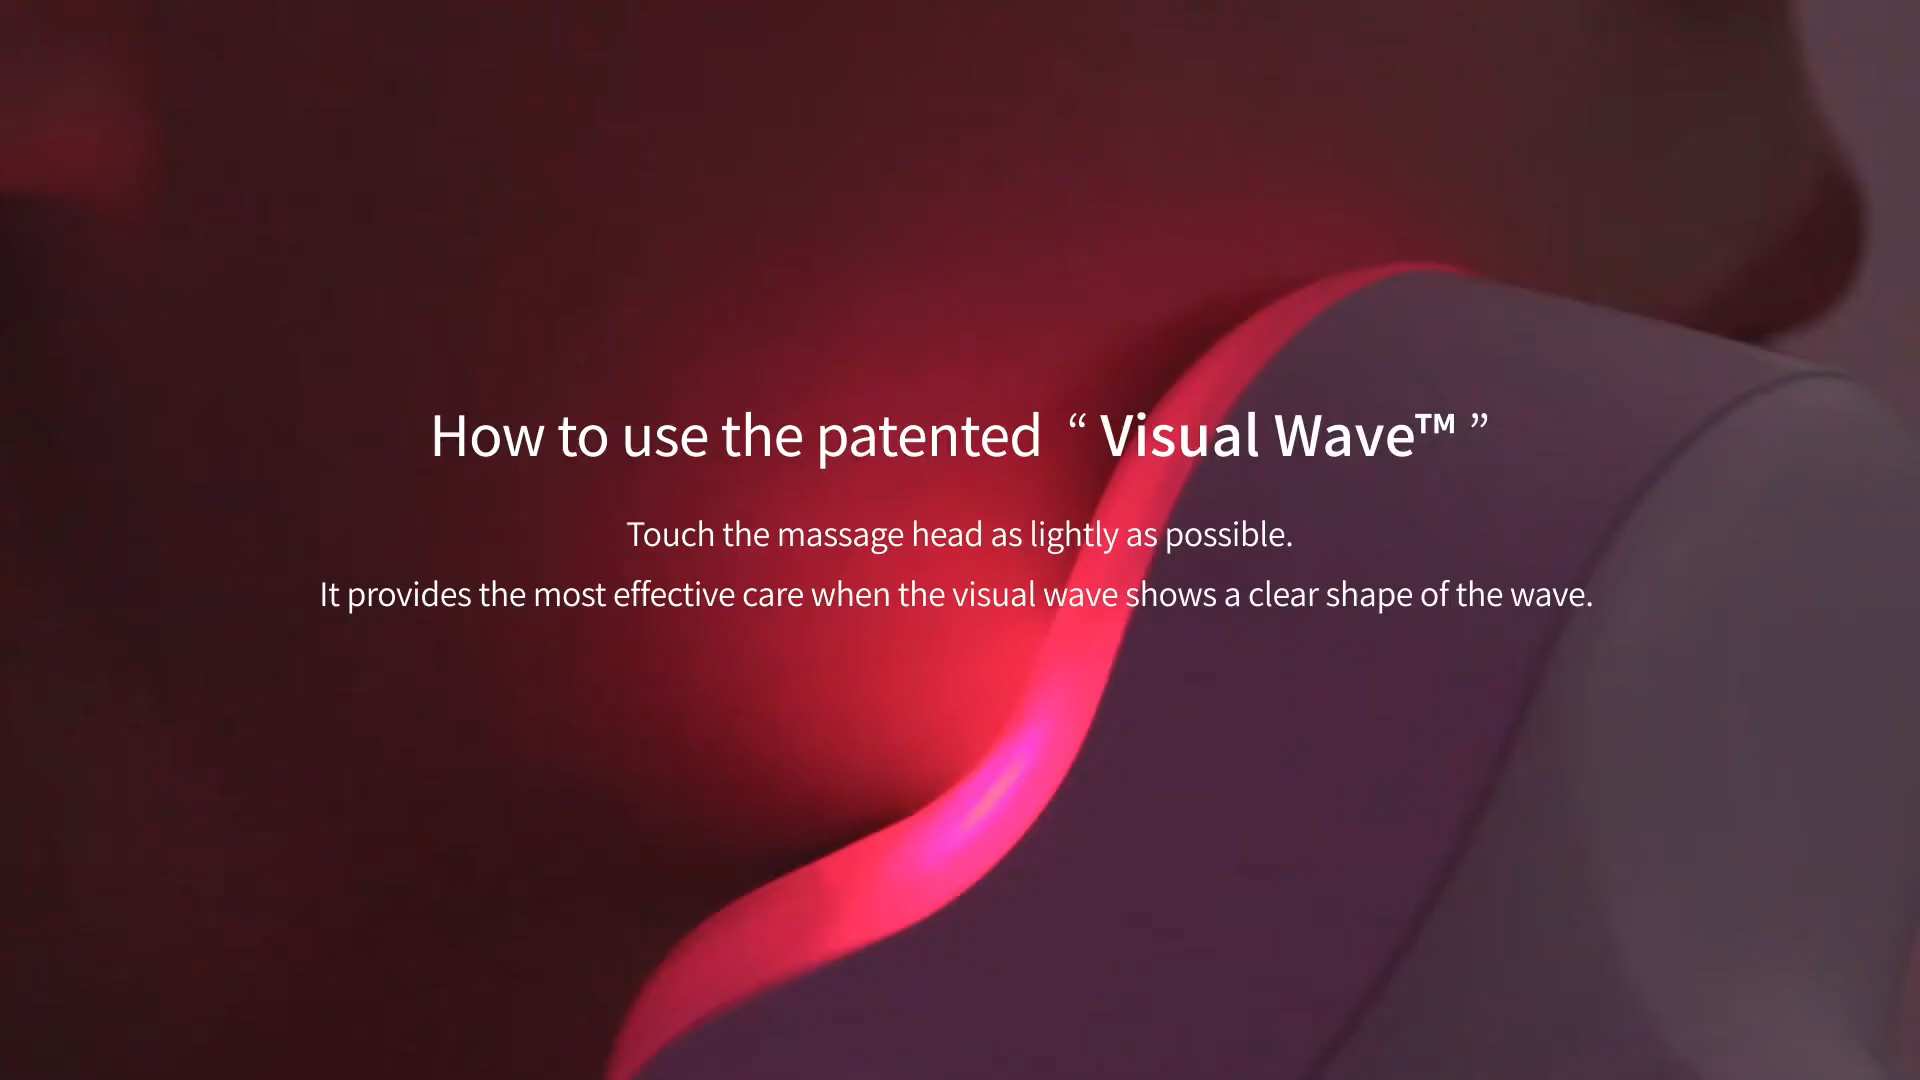 How to use the patented “ Visual Wave™ ”
Touch the massage head as lightly as possible.
It provides the most effective care when the visual wave shows a clear shape of the wave.